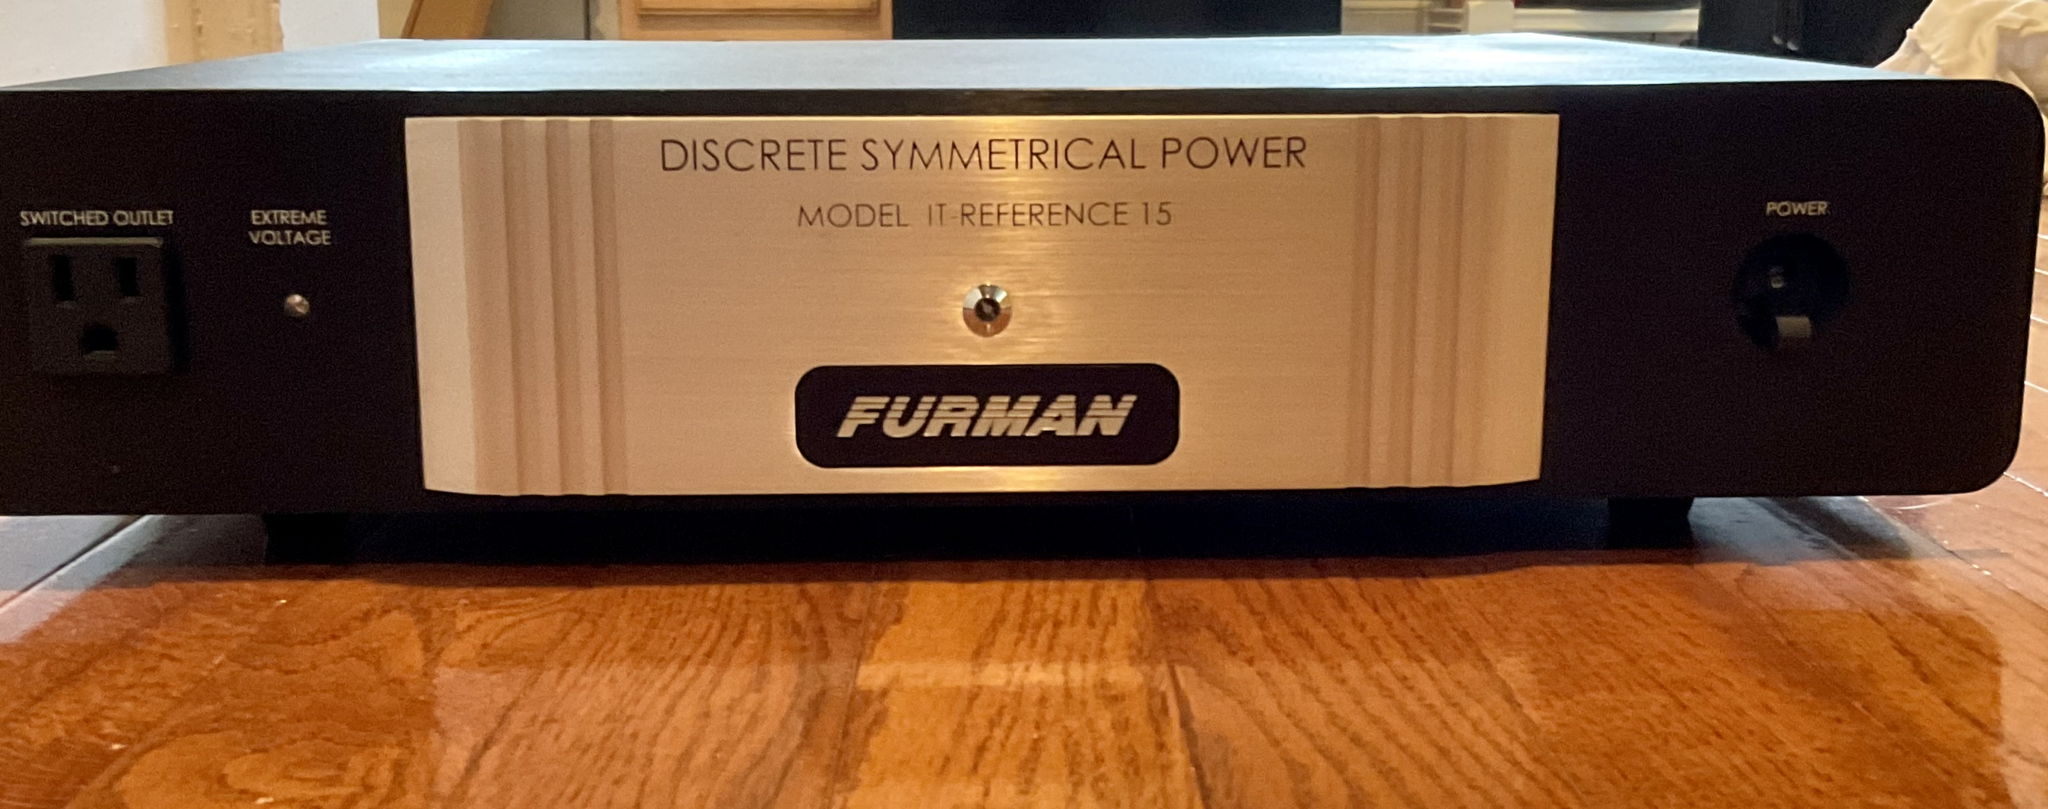 DISCRETE SYMMETRICAL POWER
MODEL IT-REFERENCE 15
SWITCHED OUTLET
EXTREME
VOLTAGE
POWER
FURMAN